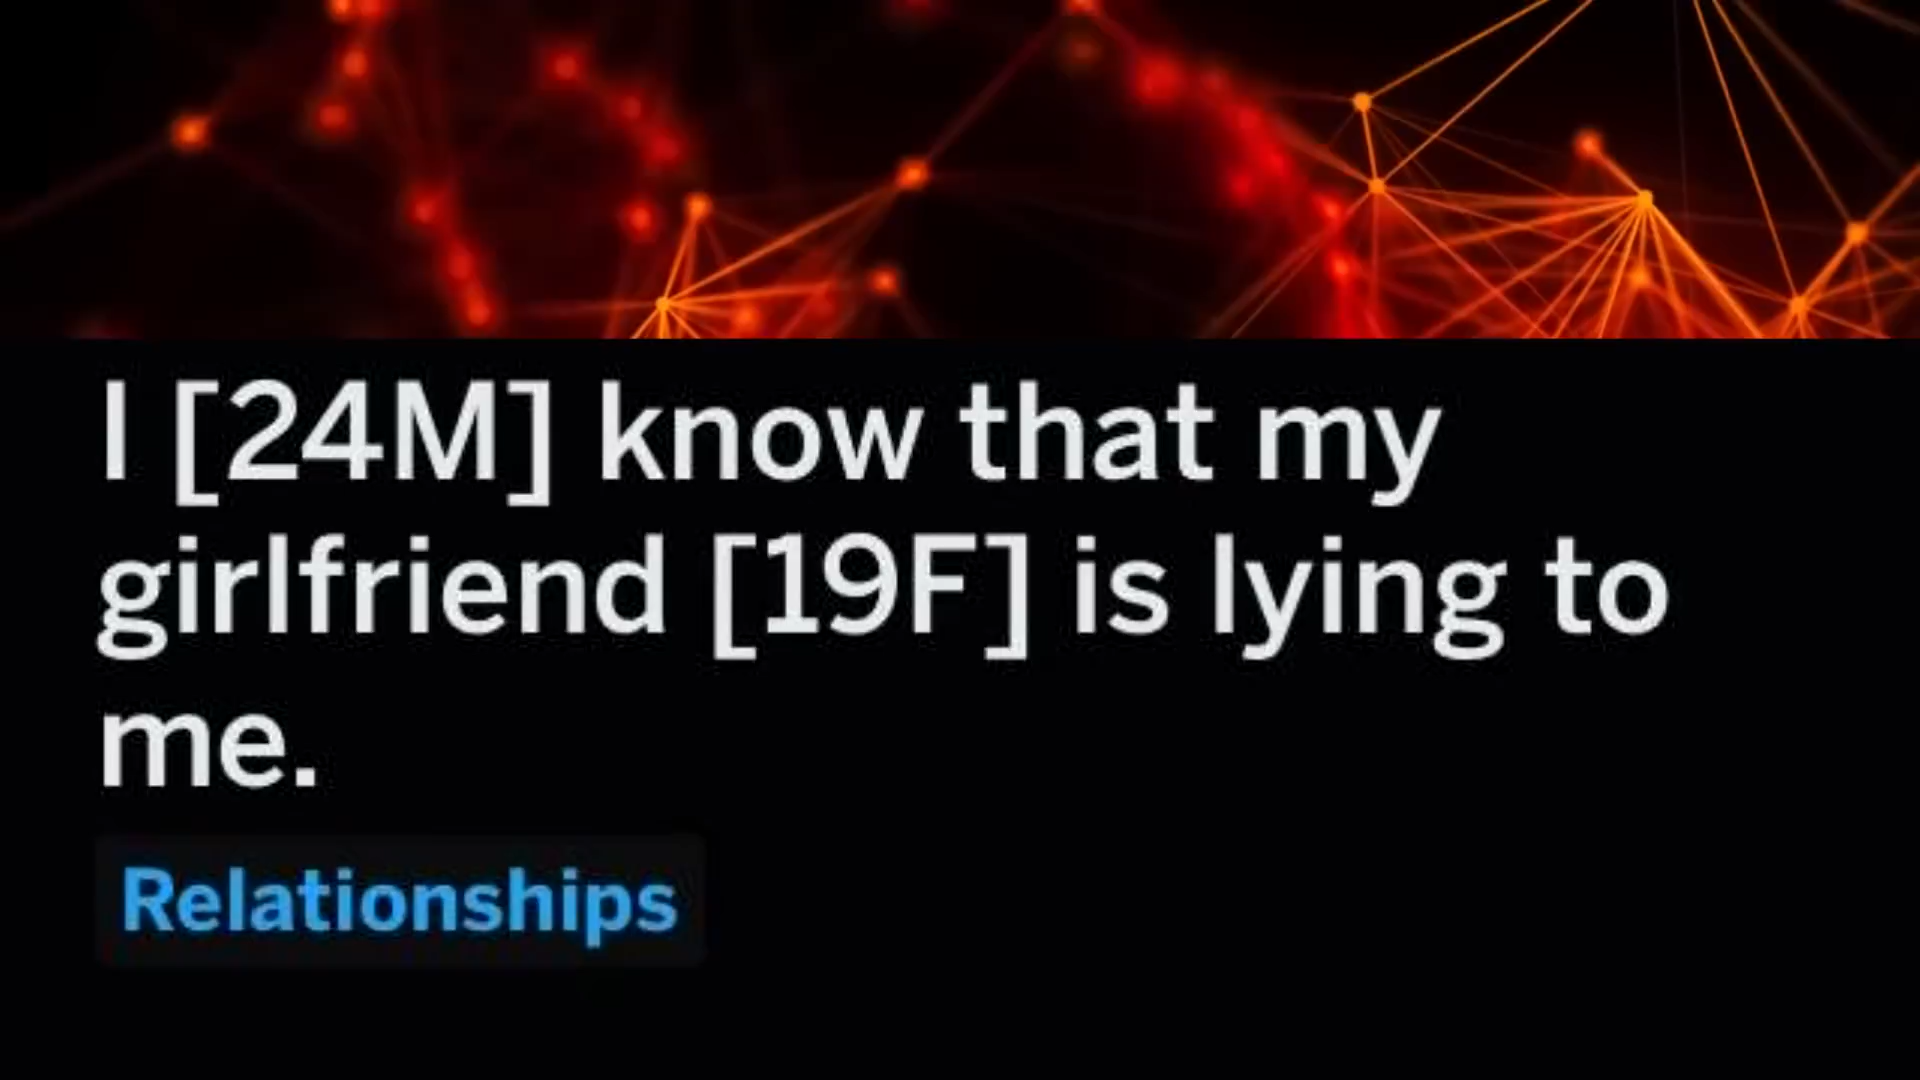 I [24M] know that my
girlfriend [19F] is lying to
me.
Relationships